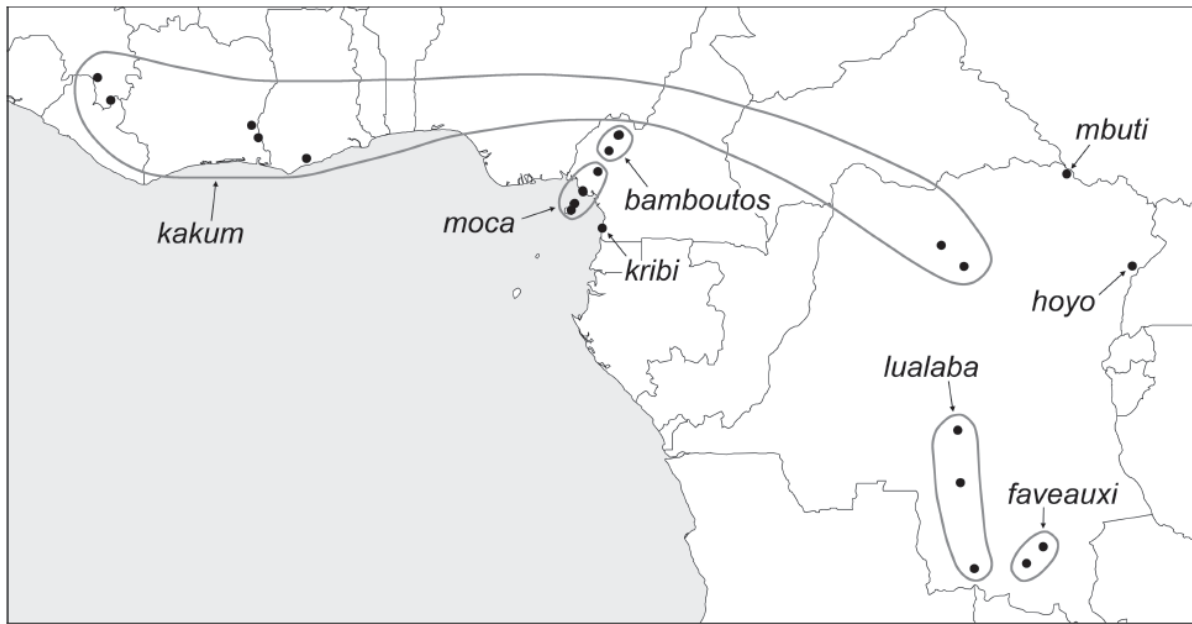 mbuti
bamboutos
moca
kakum
kribi
hoyo
lualaba
faveauxi